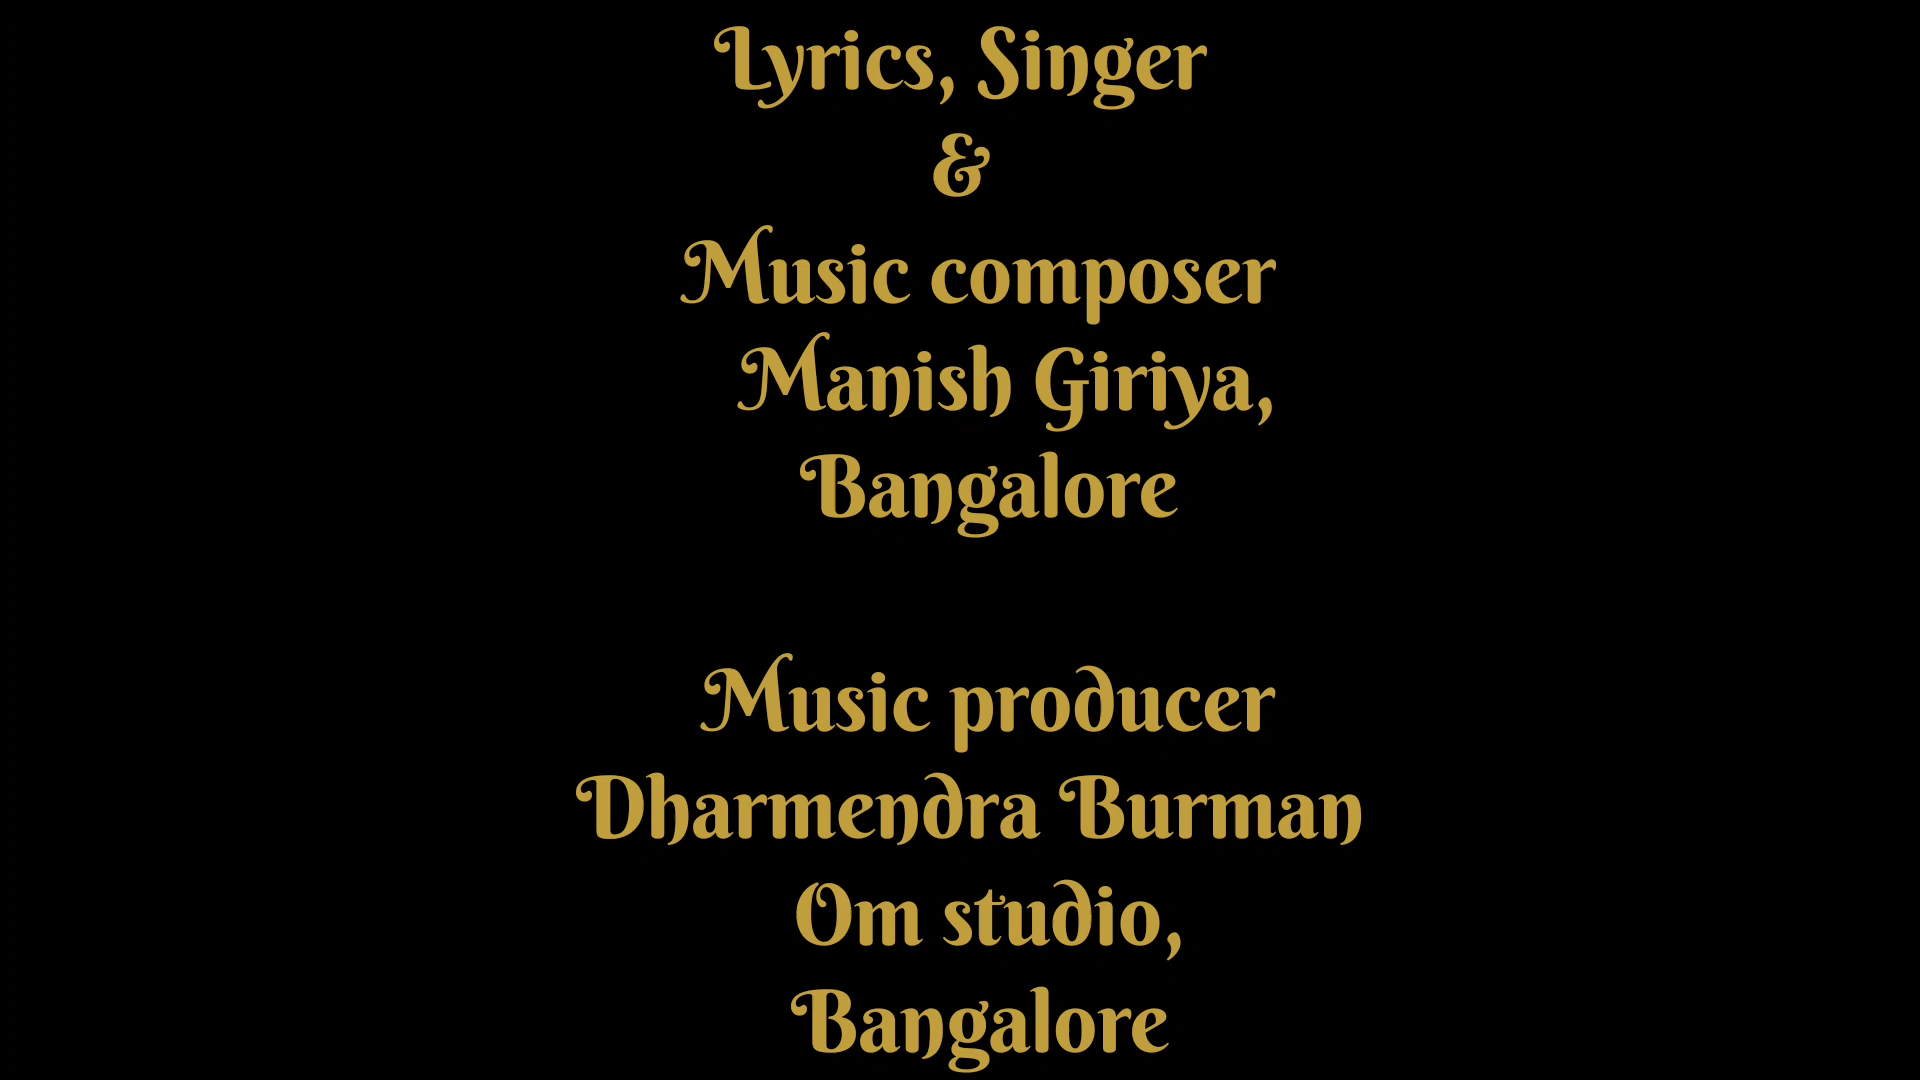 Lyrics, Singer
&
Music composer
Manish Giriya,
Bangalore
Music producer
Dharmendra Burman
Om studio,
Bangalore